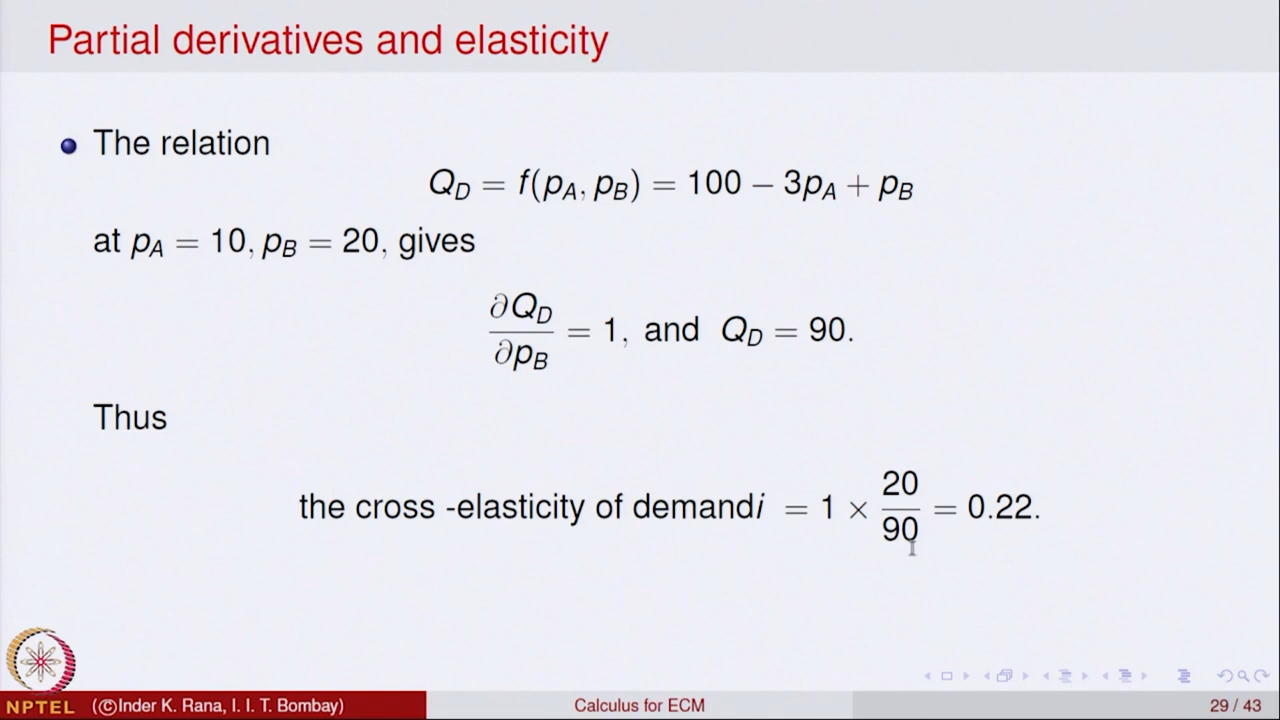 Partial derivatives and elasticity
The relation
Q_D = f(p_A, p_B) = 100 − 3p_A + p_B
at p_A = 10, p_B = 20, gives
∂Q_D/∂p_B = 1, and Q_D = 90.
Thus
the cross -elasticity of demandi = 1 × 20/90 = 0.22.
NPTEL (©Inder K. Rana, I. I. T. Bombay) Calculus for ECM 29 / 43